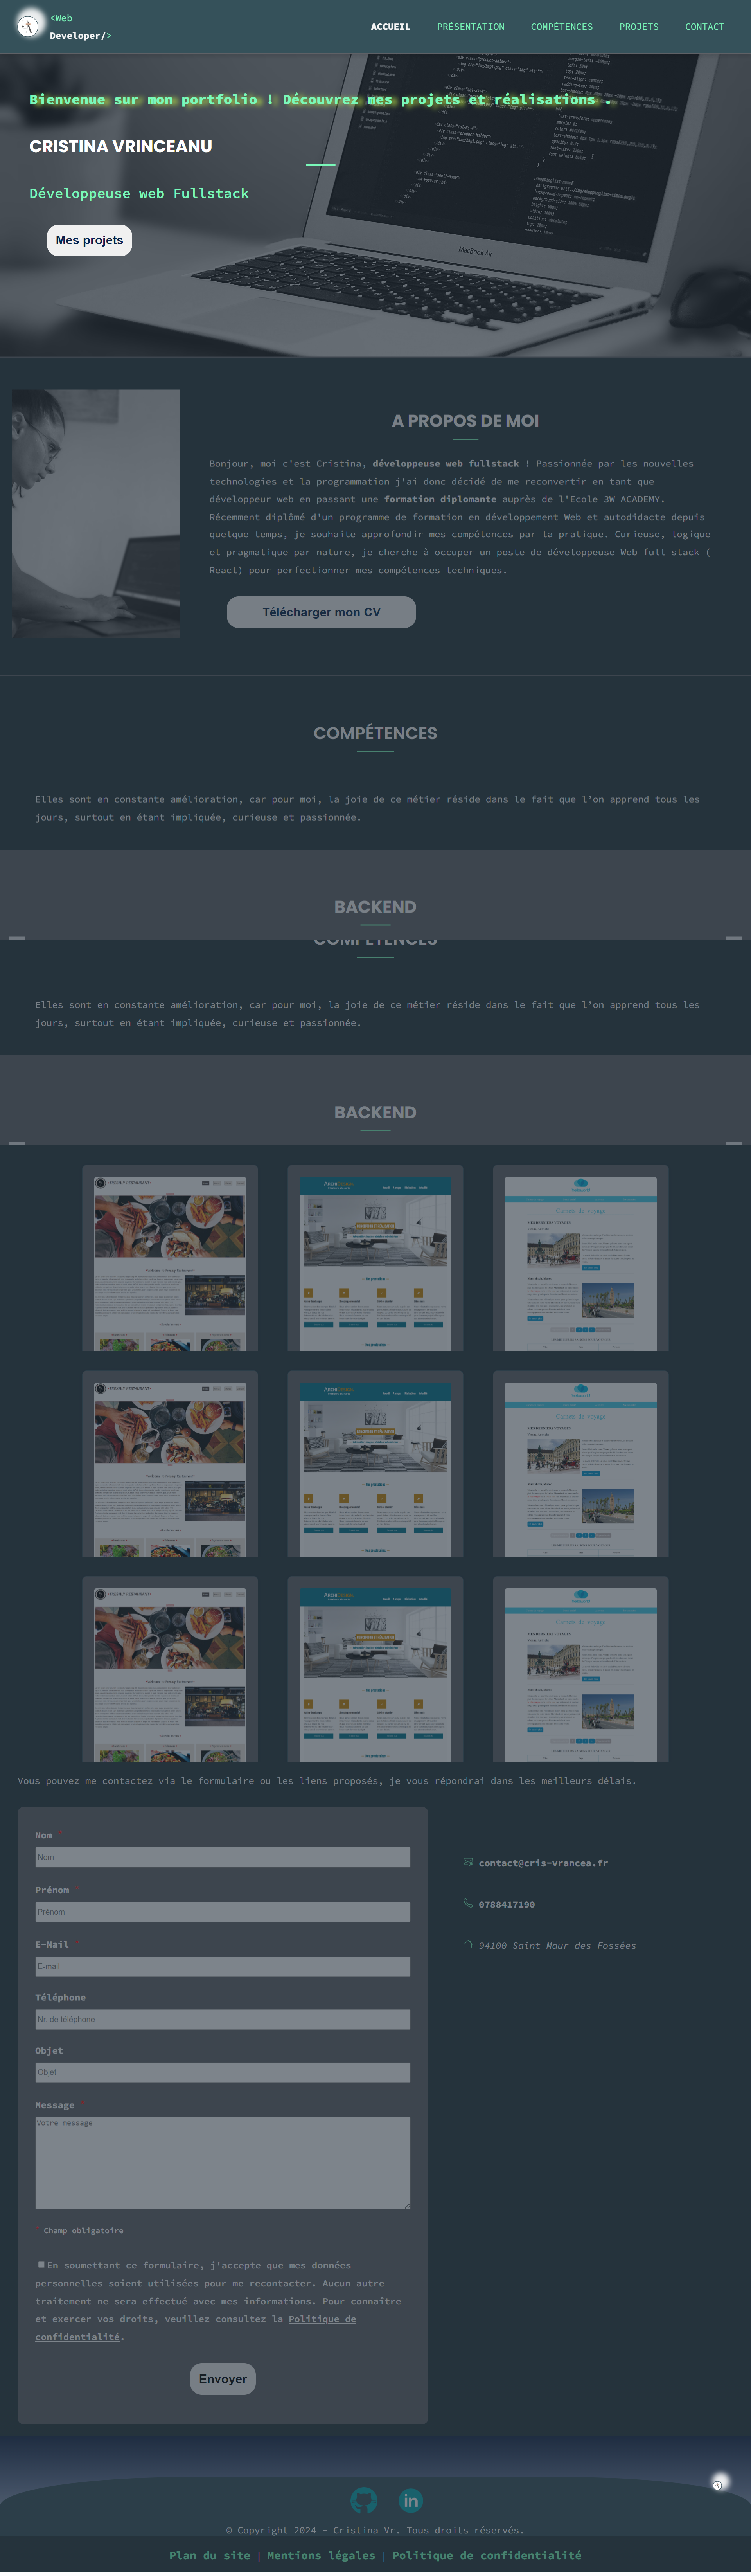 <Web
Developer/>
ACCUEIL PRÉSENTATION COMPÉTENCES PROJETS CONTACT
Bienvenue sur mon portfolio ! Découvrez mes projets et réalisations .
CRISTINA VRINCEANU
Développeuse web Fullstack
Mes projets
MacBook Air
A PROPOS DE MOI
Bonjour, moi c'est Cristina, développeuse web fullstack ! Passionnée par les nouvelles
technologies et la programmation j'ai donc décidé de me reconvertir en tant que
développeur web en passant une formation diplomante auprès de l'Ecole 3W ACADEMY.
Récemment diplômé d'un programme de formation en développement Web et autodidacte depuis
quelque temps, je souhaite approfondir mes compétences par la pratique. Curieuse, logique
et pragmatique par nature, je cherche à occuper un poste de développeuse Web full stack (
React) pour perfectionner mes compétences techniques.
Télécharger mon CV
COMPÉTENCES
Elles sont en constante amélioration, car pour moi, la joie de ce métier réside dans le fait que l'on apprend tous les
jours, surtout en étant impliquée, curieuse et passionnée.
BACKEND
COMPÉTENCES
Elles sont en constante amélioration, car pour moi, la joie de ce métier réside dans le fait que l'on apprend tous les
jours, surtout en étant impliquée, curieuse et passionnée.
BACKEND
Carnets de voyage
Carnets de voyage
Carnets de voyage
Vous pouvez me contactez via le formulaire ou les liens proposés, je vous répondrai dans les meilleurs délais.
Nom *
Nom
Prénom *
Prénom
E-Mail *
E-mail
Téléphone
Nr. de téléphone
Objet
Objet
Message *
Votre message
Champ obligatoire
En soumettant ce formulaire, j'accepte que mes données
personnelles soient utilisées pour me recontacter. Aucun autre
traitement ne sera effectué avec mes informations. Pour connaître
et exercer vos droits, veuillez consultez la Politique de
confidentialité.
Envoyer
contact@cris-vrancea.fr
0788417190
94100 Saint Maur des Fossées
in
© Copyright 2024 - Cristina Vr. Tous droits réservés.
Plan du site | Mentions légales | Politique de confidentialité